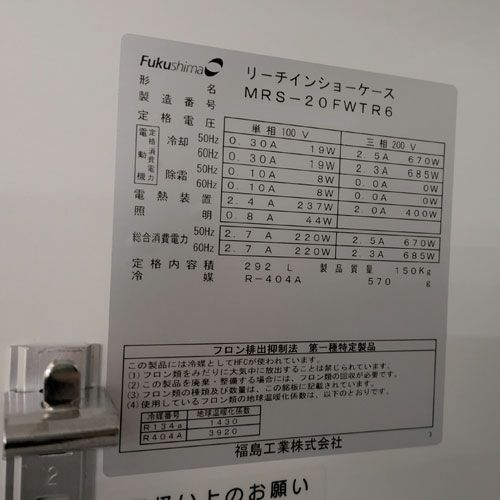 Fukushima リーチインショーケース
形名 MRS-20FWTR6
製造番号
定格電圧 単相 100 V 三相 200 V
電動機 定格消費電力 冷却 50Hz 0.30A 19W 2.5A 670W
60Hz 0.30A 19W 2.3A 685W
除霜 50Hz 0.10A 8W 0.0A 0W
60Hz 0.10A 8W 0.0A 0W
電熱装置 2.4 A 237W 2.0A 400W
照明 0.8 A 44W
総合消費電力 50Hz 2.7 A 220W 2.5A 670W
60Hz 2.7 A 220W 2.3A 685W
定格内容積 292 L 製品質量 150Kg
冷媒 R-404A 570 g
フロン排出抑制法 第一種特定製品
この製品には冷媒としてHFCが使われています。
(1)フロン類をみだりに大気中に放出することは禁じられています。
(2)この製品を廃棄・整備する場合には、フロン類の回収が必要です。
(3)フロン類の種類及び数量は、この銘板に記載されています。
(4)使用しているフロン類の地球温暖化係数は、以下のとおりです。
冷媒番号 地球温暖化係数
R134a 1430
R404A 3920
福島工業株式会社
3
2
扱い上のお願い